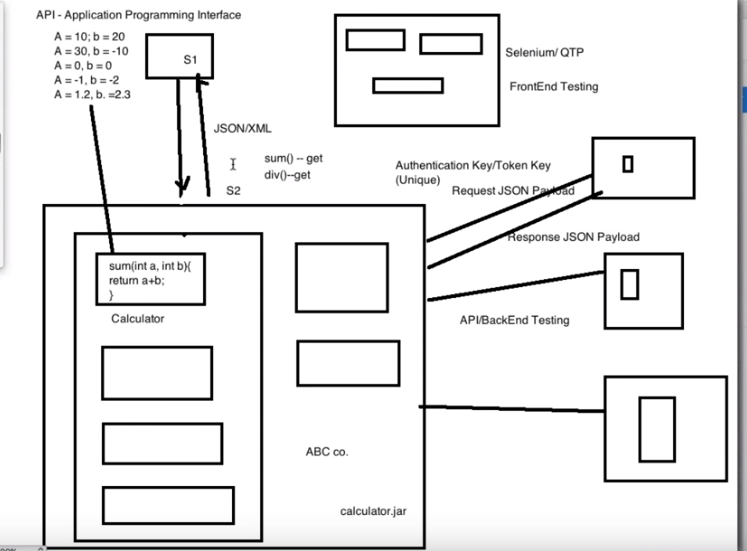 API - Application Programming Interface
A = 10; b = 20
A = 30, b = -10
A = 0, b = 0
A = -1, b = -2
A = 1.2, b. =2.3
S1
Selenium/ QTP
FrontEnd Testing
JSON/XML
sum() -- get
div()--get
S2
Authentication Key/Token Key
(Unique)
Request JSON Payload
Response JSON Payload
sum(int a, int b){
return a+b;
}
Calculator
API/BackEnd Testing
ABC co.
calculator.jar